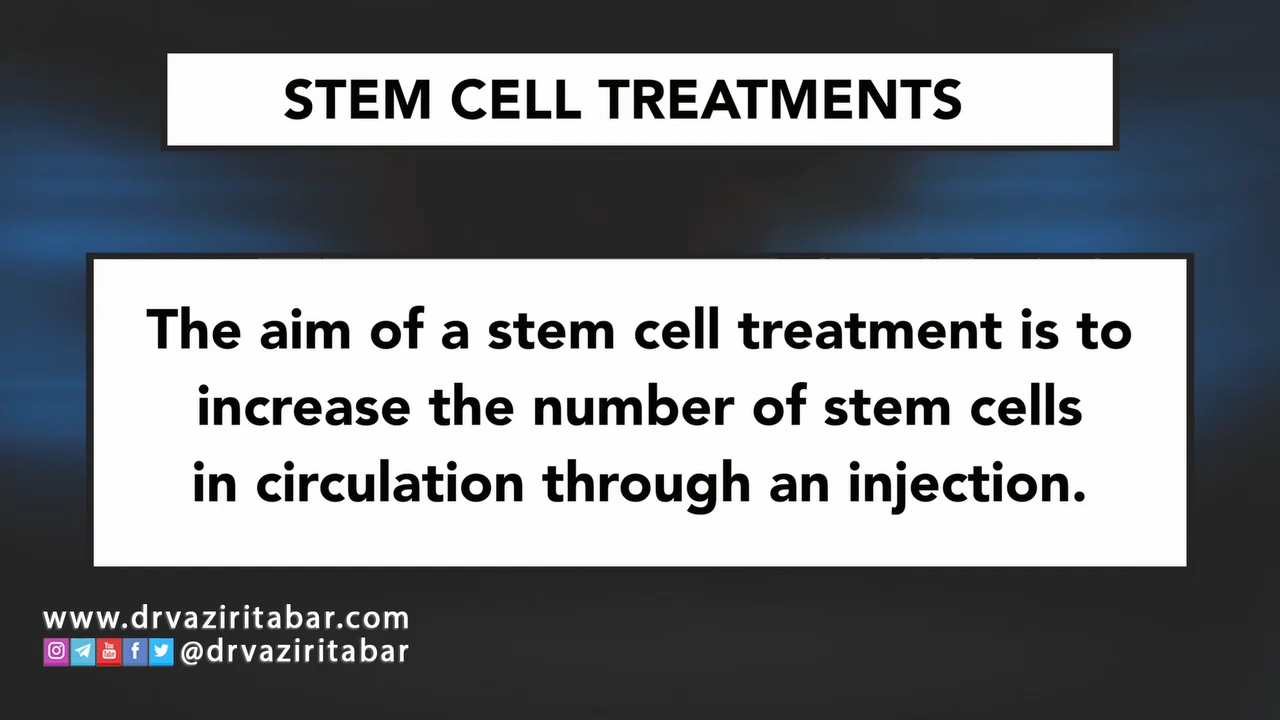 STEM CELL TREATMENTS
The aim of a stem cell treatment is to
increase the number of stem cells
in circulation through an injection.
www.drvaziritabar.com
@drvaziritabar